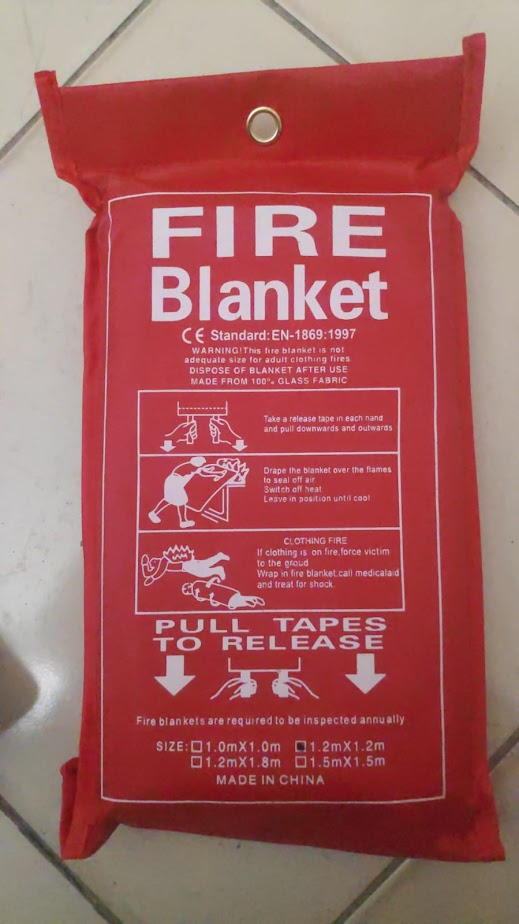 FIRE
Blanket
CE Standard:EN-1869:1997
WARNING!This fire blanket is not
adequate size for adult clothing fires
DISPOSE OF BLANKET AFTER USE
MADE FROM 100% GLASS FABRIC
Take a release tape in each hand
and pull downwards and outwards
Drape the blanket over the flames
to seal off air
Switch off heat
Leave in position until cool
CLOTHING FIRE
If clothing is on fire,force victim
to the groud
Wrap in fire blanket,call medicalaid
and treat for shock.
PULL TAPES
TO RELEASE
Fire blankets are required to be inspected annually
SIZE: □ 1.0mX1.0m ■ 1.2mX1.2m
□ 1.2mX1.8m □ 1.5mX1.5m
MADE IN CHINA